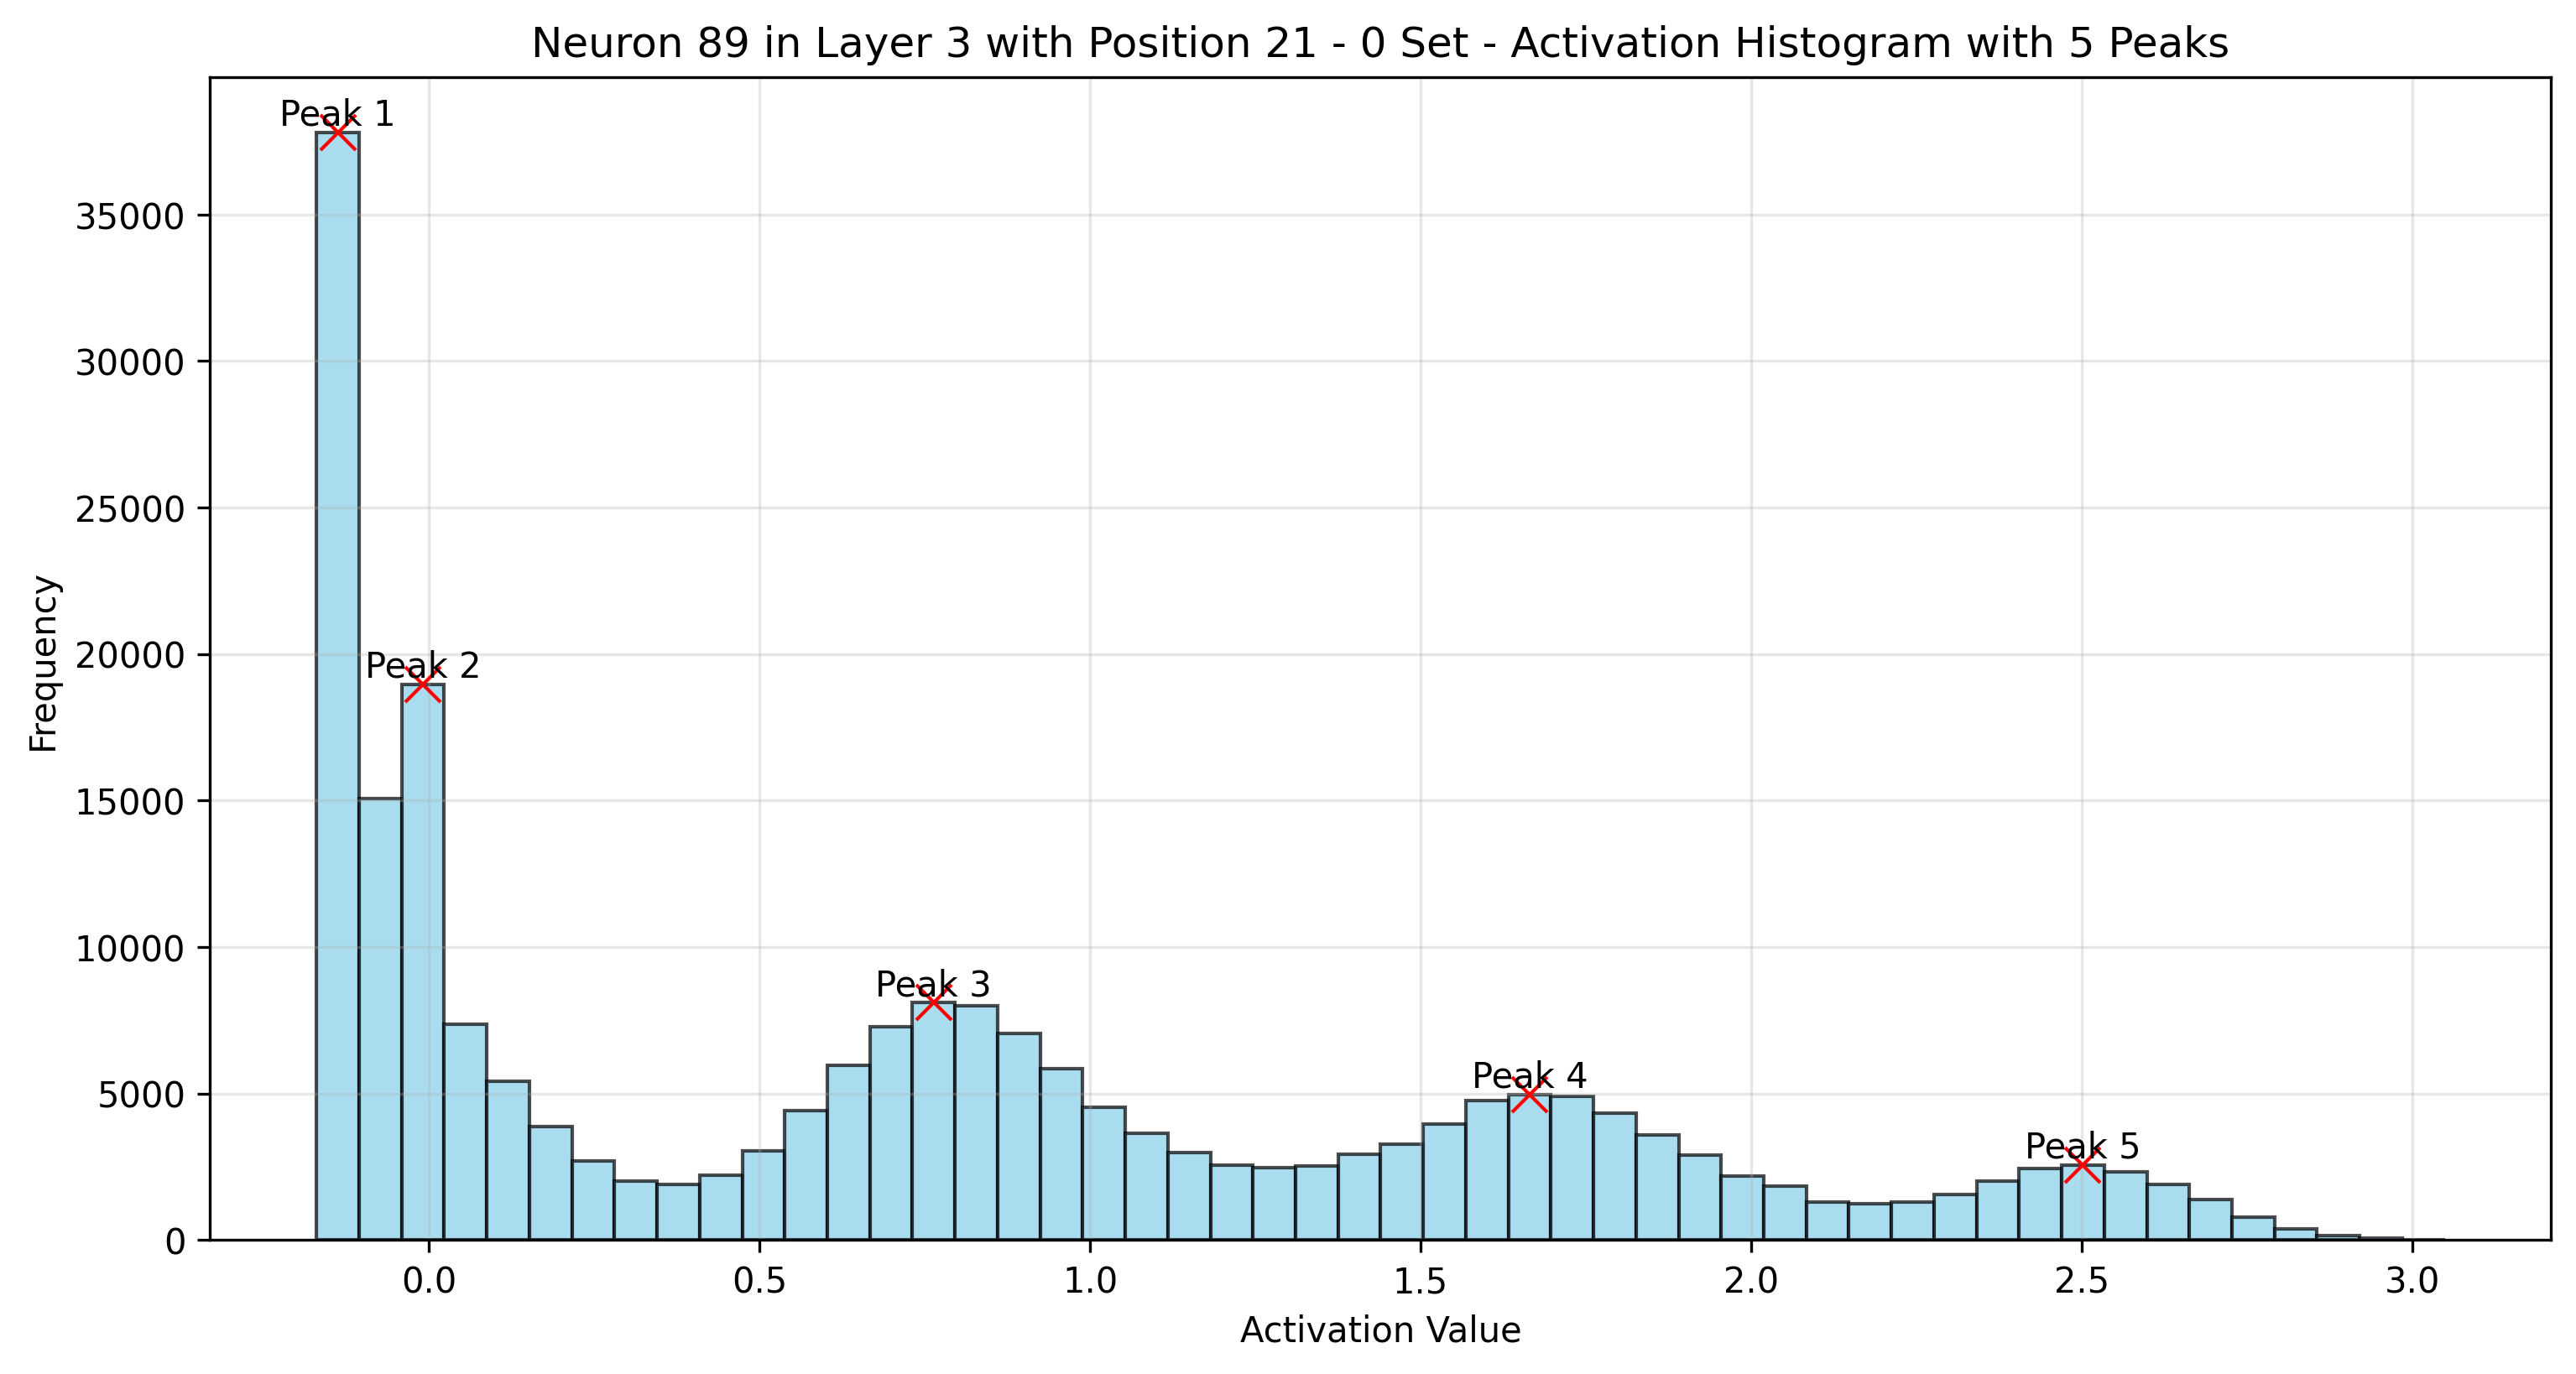 Neuron 89 in Layer 3 with Position 21 - 0 Set - Activation Histogram with 5 Peaks
Peak 1
35000
30000
25000
20000
Peak 2
Frequency
15000
10000
Peak 3
5000
Peak 4
Peak 5
0
0.0 0.5 1.0 1.5 2.0 2.5 3.0
Activation Value